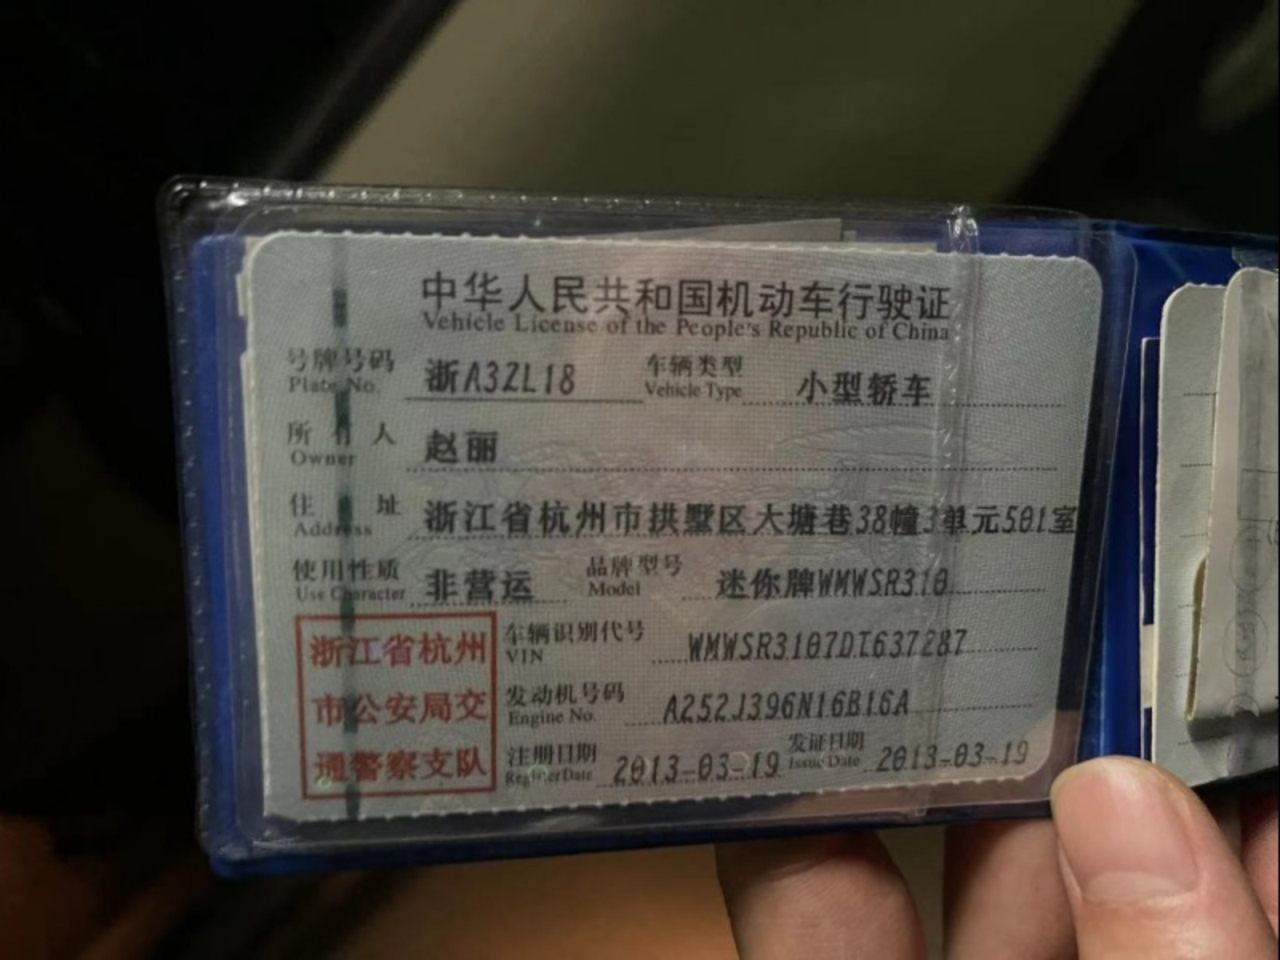 中华人民共和国机动车行驶证
Vehicle License of the People's Republic of China
号牌号码 浙A3ZL18 车辆类型 小型轿车
Plate No. Vehicle Type
所有人 赵丽
Owner
住址 浙江省杭州市拱墅区大塘巷38幢3单元501室
Address
使用性质 非营运 品牌型号 迷你牌WMWSR310
Use Character Model
浙江省杭州
市公安局交
通警察支队
车辆识别代号 WMWSR3107DT637287
VIN
发动机号码 A252J396N16B16A
Engine No.
注册日期 2013-03-19 发证日期 2013-03-19
Register Date Issue Date